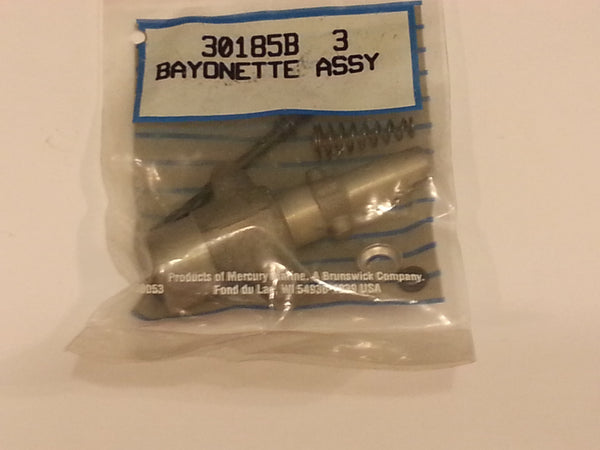 30185B 3
BAYONETTE ASSY
Products of Mercury Marine. A Brunswick Company.
Fond du Lac, WI USA